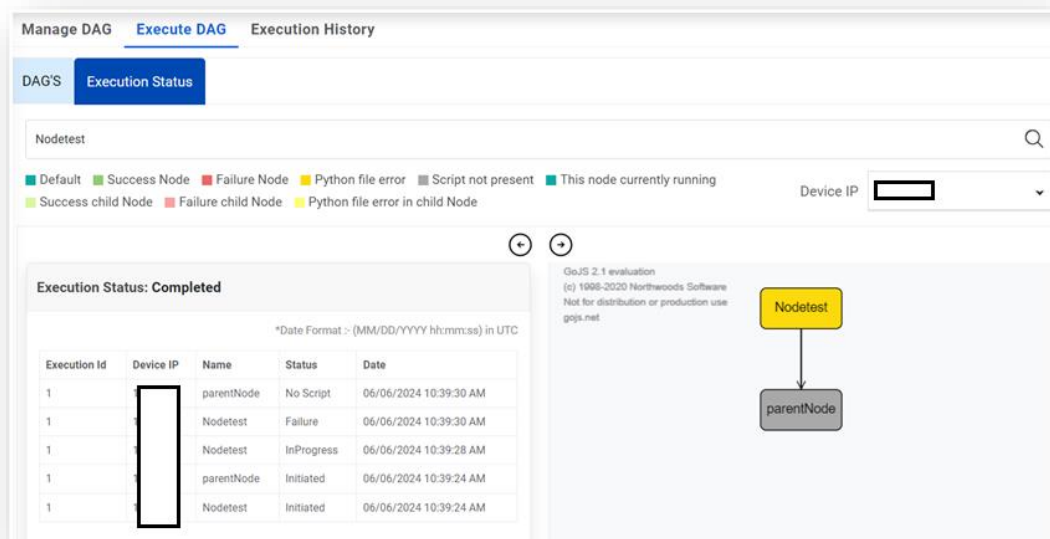 Manage DAG Execute DAG Execution History
DAG'S Execution Status
Nodetest
Default Success Node Failure Node Python file error Script not present This node currently running
Success child Node Failure child Node Python file error in child Node
Device IP
Execution Status: Completed
*Date Format :- (MM/DD/YYYY hh:mm:ss) in UTC
Execution Id Device IP Name Status Date
1 1 parentNode No Script 06/06/2024 10:39:30 AM
1 1 Nodetest Failure 06/06/2024 10:39:30 AM
1 1 Nodetest InProgress 06/06/2024 10:39:28 AM
1 1 parentNode Initiated 06/06/2024 10:39:24 AM
1 1 Nodetest Initiated 06/06/2024 10:39:24 AM
GoJS 2.1 evaluation
(c) 1998-2020 Northwoods Software
Not for distribution or production use
gojs.net
Nodetest
parentNode